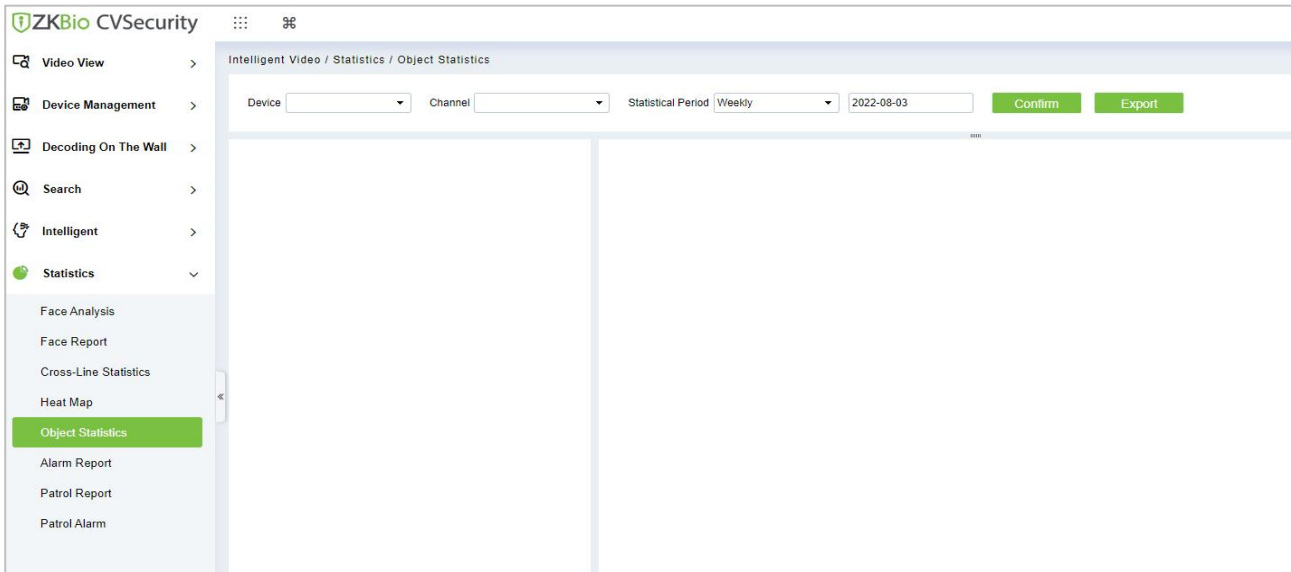 ZKBio CVSecurity
Video View
Device Management
Decoding On The Wall
Search
Intelligent
Statistics
Face Analysis
Face Report
Cross-Line Statistics
Heat Map
Object Statistics
Alarm Report
Patrol Report
Patrol Alarm
Intelligent Video / Statistics / Object Statistics
Device Channel Statistical Period Weekly 2022-08-03 Confirm Export